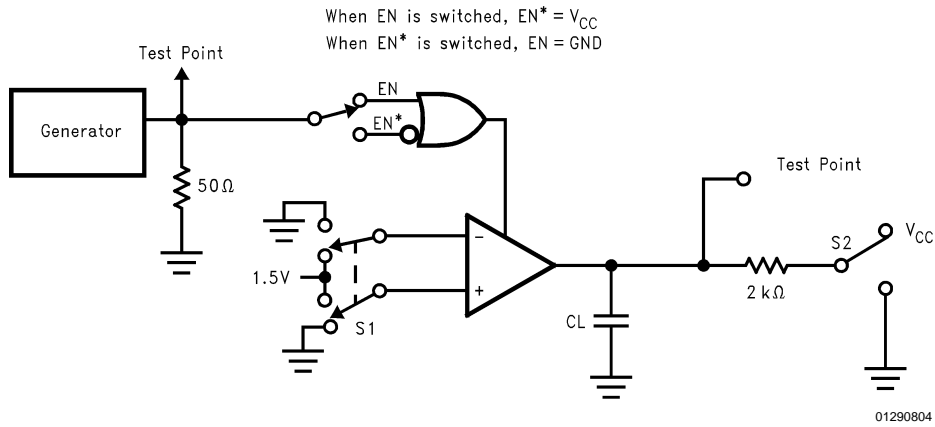 When EN is switched, EN* = VCC
When EN* is switched, EN = GND
Test Point
Generator
EN
EN*
50Ω
Test Point
1.5V
S1
−
+
CL
2 kΩ
S2
VCC
01290804